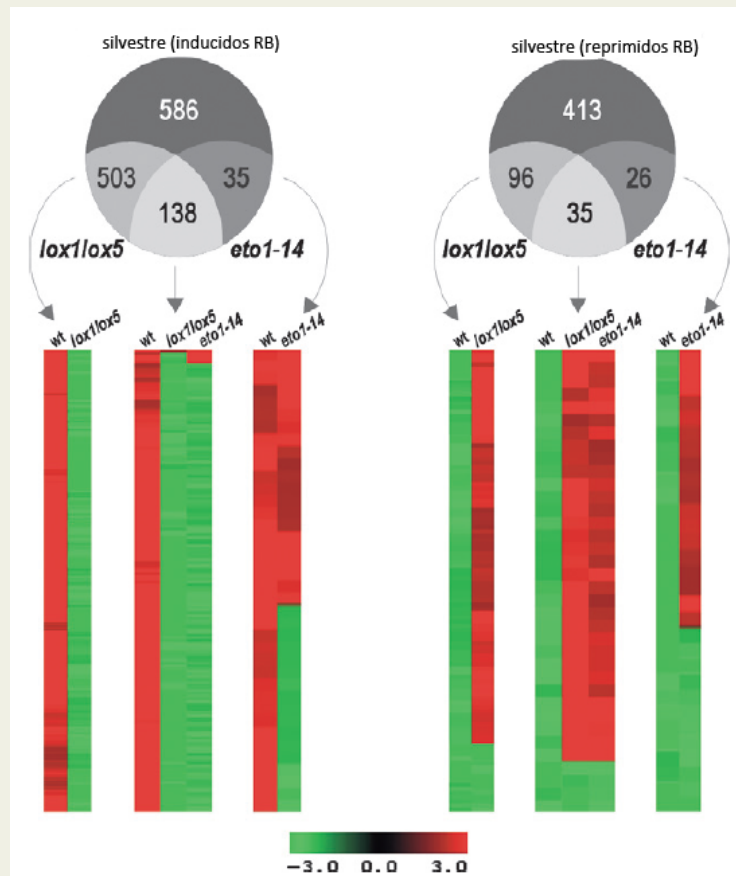 silvestre (inducidos RB)
586
503
35
138
lox1lox5
eto1-14
wt
lox1lox5
wt
lox1lox5
eto1-14
wt
eto1-14
silvestre (reprimidos RB)
413
96
26
35
lox1lox5
eto1-14
wt
lox1lox5
wt
lox1lox5
eto1-14
wt
eto1-14
−3.0 0.0 3.0